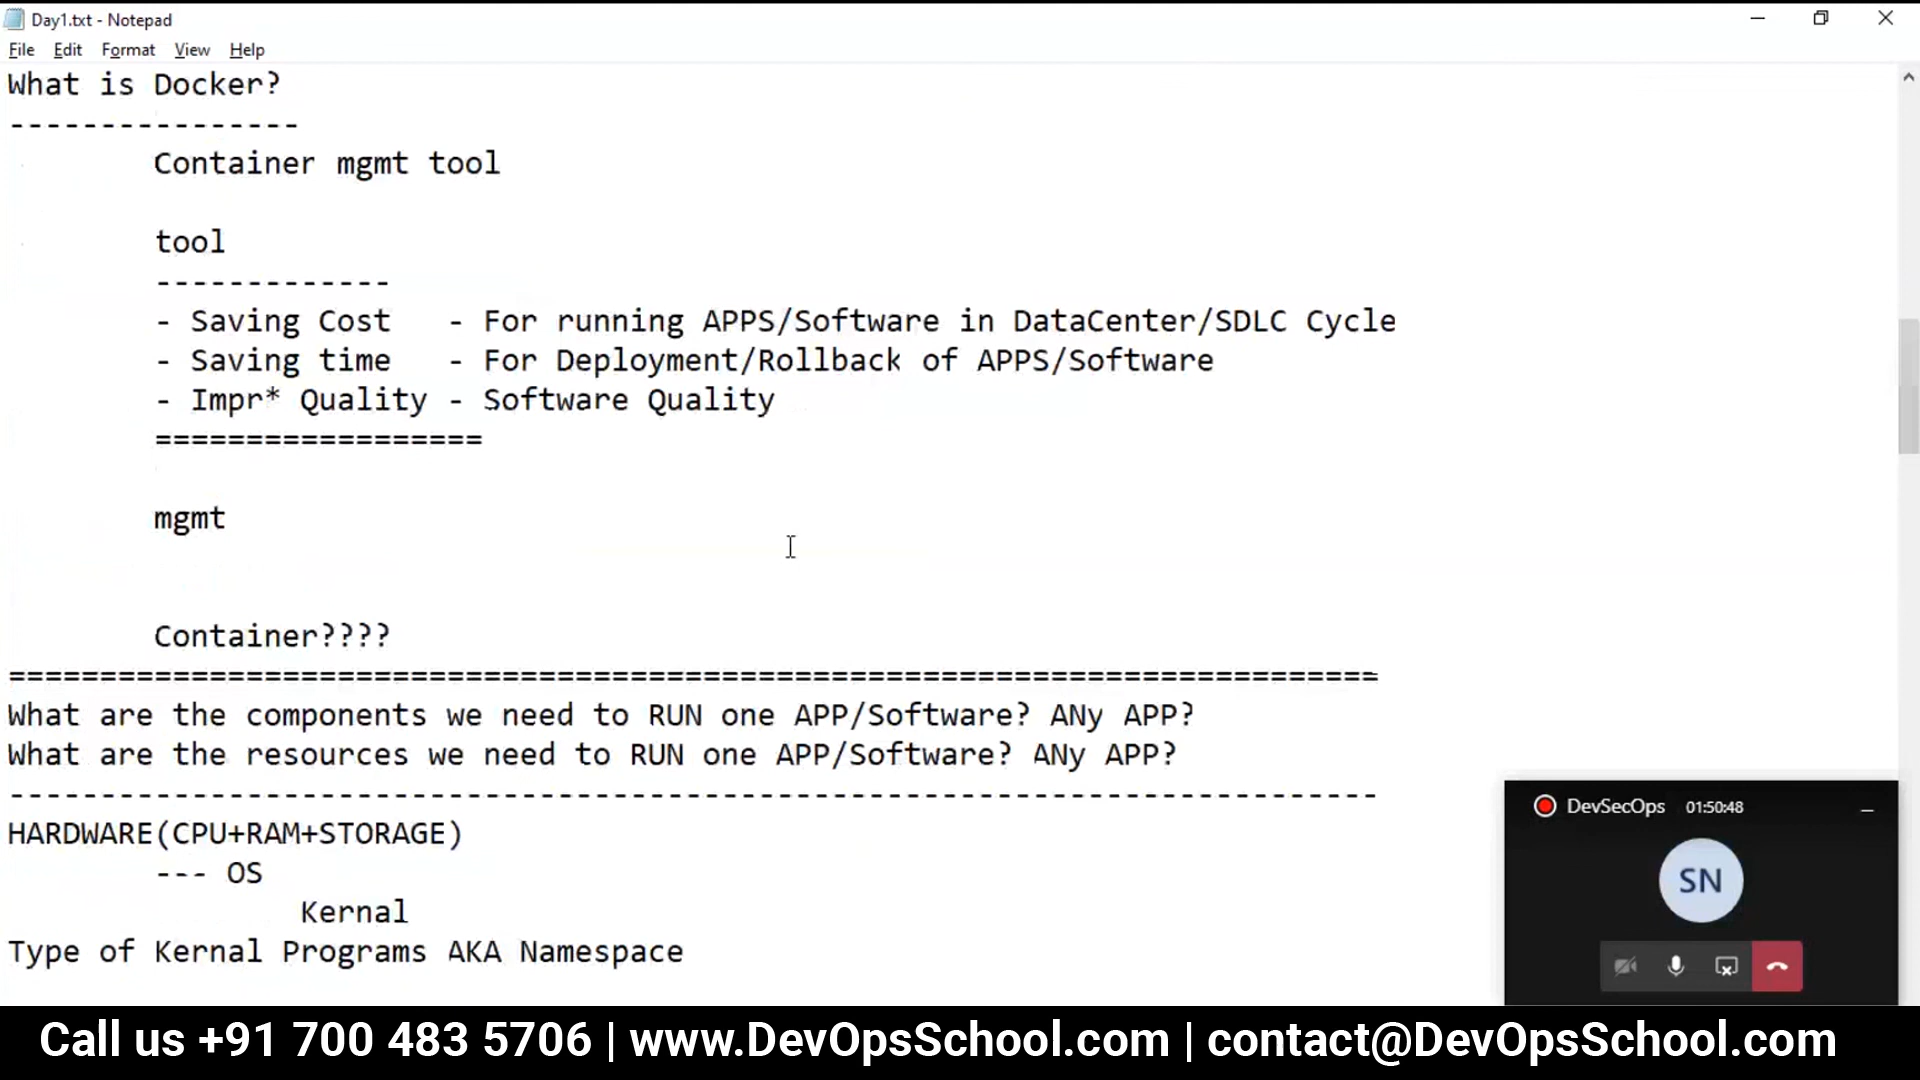 Day1.txt - Notepad
File Edit Format View Help
What is Docker?
----------------
Container mgmt tool
tool
-------------
- Saving Cost - For running APPS/Software in DataCenter/SDLC Cycle
- Saving time - For Deployment/Rollback of APPS/Software
- Impr* Quality - Software Quality
==================
mgmt
Container????
===========================================================================
What are the components we need to RUN one APP/Software? ANy APP?
What are the resources we need to RUN one APP/Software? ANy APP?
---------------------------------------------------------------------------
HARDWARE(CPU+RAM+STORAGE)
--- OS
Kernal
Type of Kernal Programs AKA Namespace
DevSecOps 01:50:48
SN
Call us +91 700 483 5706 | www.DevOpsSchool.com | contact@DevOpsSchool.com